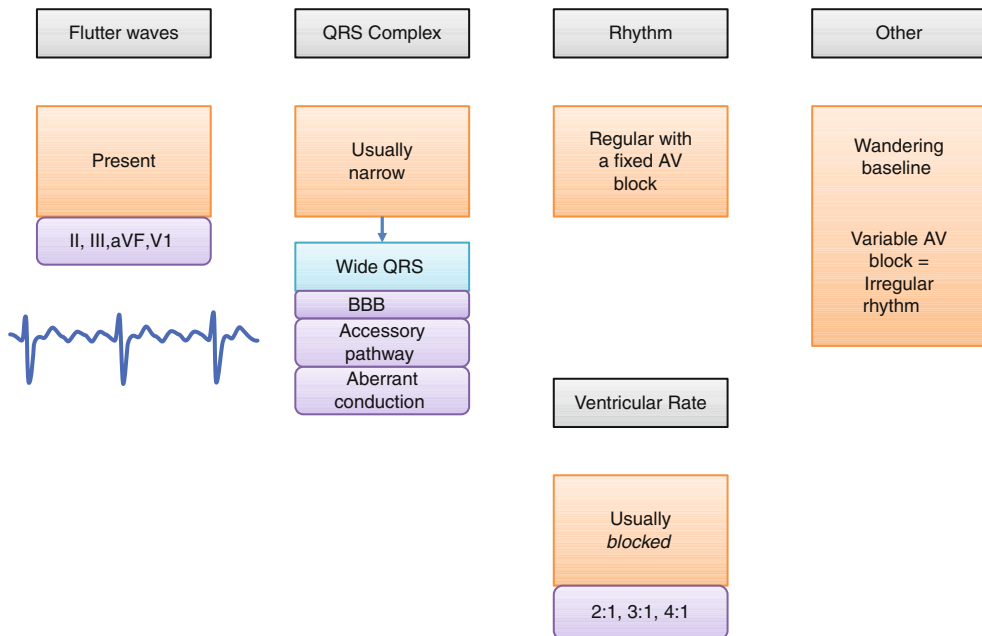 Flutter waves
QRS Complex
Rhythm
Other
Present
II, III,aVF,V1
Usually
narrow
Wide QRS
BBB
Accessory
pathway
Aberrant
conduction
Regular with
a fixed AV
block
Wandering
baseline
Variable AV
block =
Irregular
rhythm
Ventricular Rate
Usually
blocked
2:1, 3:1, 4:1